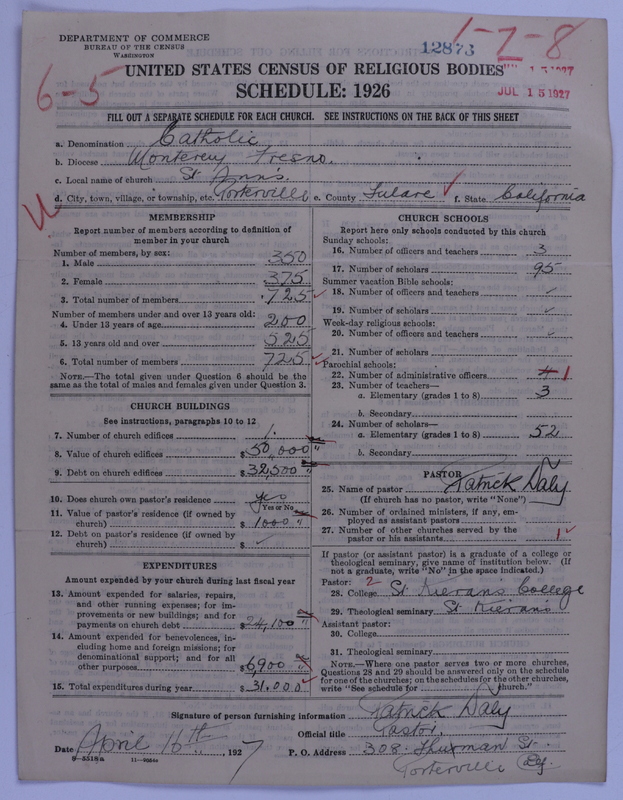 DEPARTMENT OF COMMERCE
BUREAU OF THE CENSUS
WASHINGTON
12873
1-7-8
6-5
UNITED STATES CENSUS OF RELIGIOUS BODIES
SCHEDULE: 1926
JUL 15 1927
FILL OUT A SEPARATE SCHEDULE FOR EACH CHURCH. SEE INSTRUCTIONS ON THE BACK OF THIS SHEET
a. Denomination Catholic
b. Diocese Monterey Fresno.
c. Local name of church St Ann's
d. City, town, village, or township, etc. Porterville e. County Tulare f. State California
MEMBERSHIP
Report number of members according to definition of
member in your church
Number of members, by sex:
1. Male 350
2. Female 375
3. Total number of members 725
Number of members under and over 13 years old:
4. Under 13 years of age 200
5. 13 years old and over 525
6. Total number of members 725
NOTE.—The total given under Question 6 should be the
same as the total of males and females given under Question 3.
CHURCH BUILDINGS
See instructions, paragraphs 10 to 12
7. Number of church edifices 1.
8. Value of church edifices $ 50,000
9. Debt on church edifices $ 32,500
10. Does church own pastor's residence yes
Yes or No
11. Value of pastor's residence (if owned by
church) $ 1000
12. Debt on pastor's residence (if owned by
church) $
EXPENDITURES
Amount expended by your church during last fiscal year
13. Amount expended for salaries, repairs,
and other running expenses; for im-
provements or new buildings; and for
payments on church debt $ 24,100
14. Amount expended for benevolences, in-
cluding home and foreign missions; for
denominational support; and for all
other purposes $ 6900
15. Total expenditures during year $ 31.000
CHURCH SCHOOLS
Report here only schools conducted by this church
Sunday schools:
16. Number of officers and teachers 3
17. Number of scholars 95
Summer vacation Bible schools:
18. Number of officers and teachers
19. Number of scholars
Week-day religious schools:
20. Number of officers and teachers
21. Number of scholars
Parochial schools:
22. Number of administrative officers 1
23. Number of teachers—
a. Elementary (grades 1 to 8) 3
b. Secondary
24. Number of scholars—
a. Elementary (grades 1 to 8) 52
b. Secondary
PASTOR
25. Name of pastor Patrick Daly
(If church has no pastor, write "None")
26. Number of ordained ministers, if any, em-
ployed as assistant pastors
27. Number of other churches served by the
pastor or his assistants 1
If pastor (or assistant pastor) is a graduate of a college or
theological seminary, give name of institution below. (If
not a graduate, write "No" in the space indicated.)
Pastor: 2
28. College St Kieran's College
29. Theological seminary St Kierans
Assistant pastor:
30. College
31. Theological seminary
NOTE.—Where one pastor serves two or more churches,
Questions 28 and 29 should be answered only on the schedule
for one of the churches; on the schedules for the other churches,
write "See schedule for church."
Signature of person furnishing information Patrick Daly
Official title Pastor.
Date April 16th, 1927 P. O. Address 308. Thurman St.
Porterville
8-5518a 11-9554a